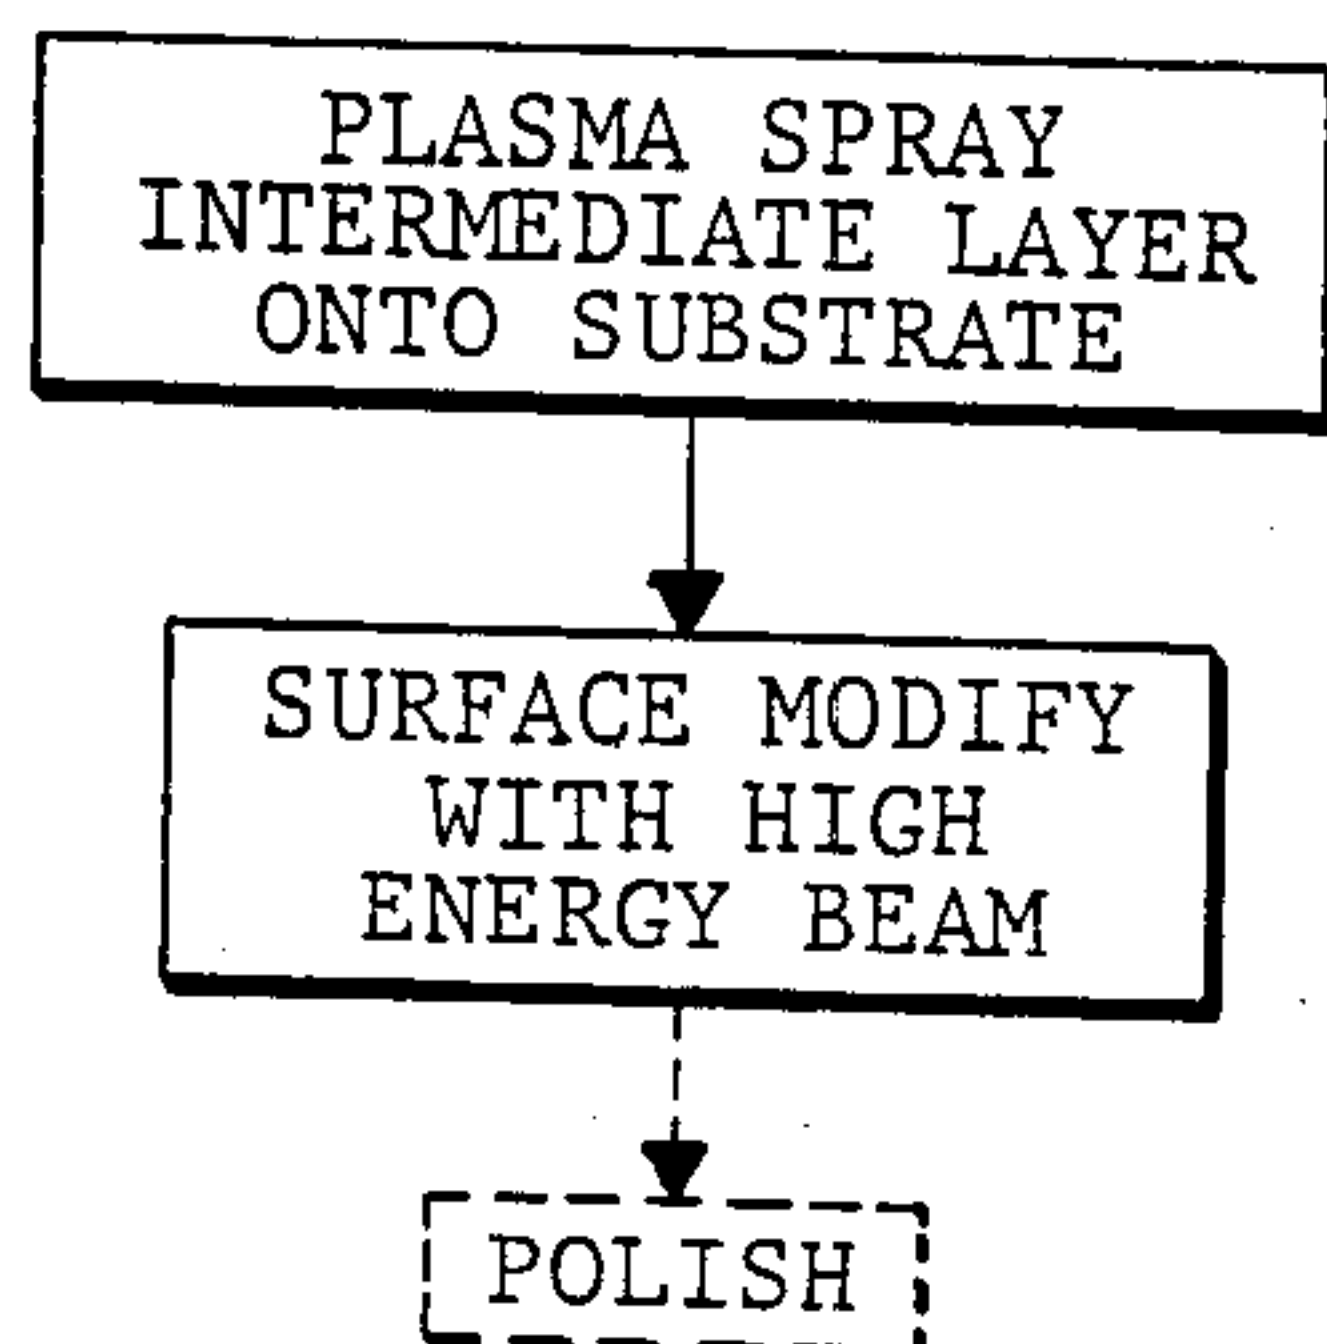 PLASMA SPRAY
INTERMEDIATE LAYER
ONTO SUBSTRATE
SURFACE MODIFY
WITH HIGH
ENERGY BEAM
POLISH